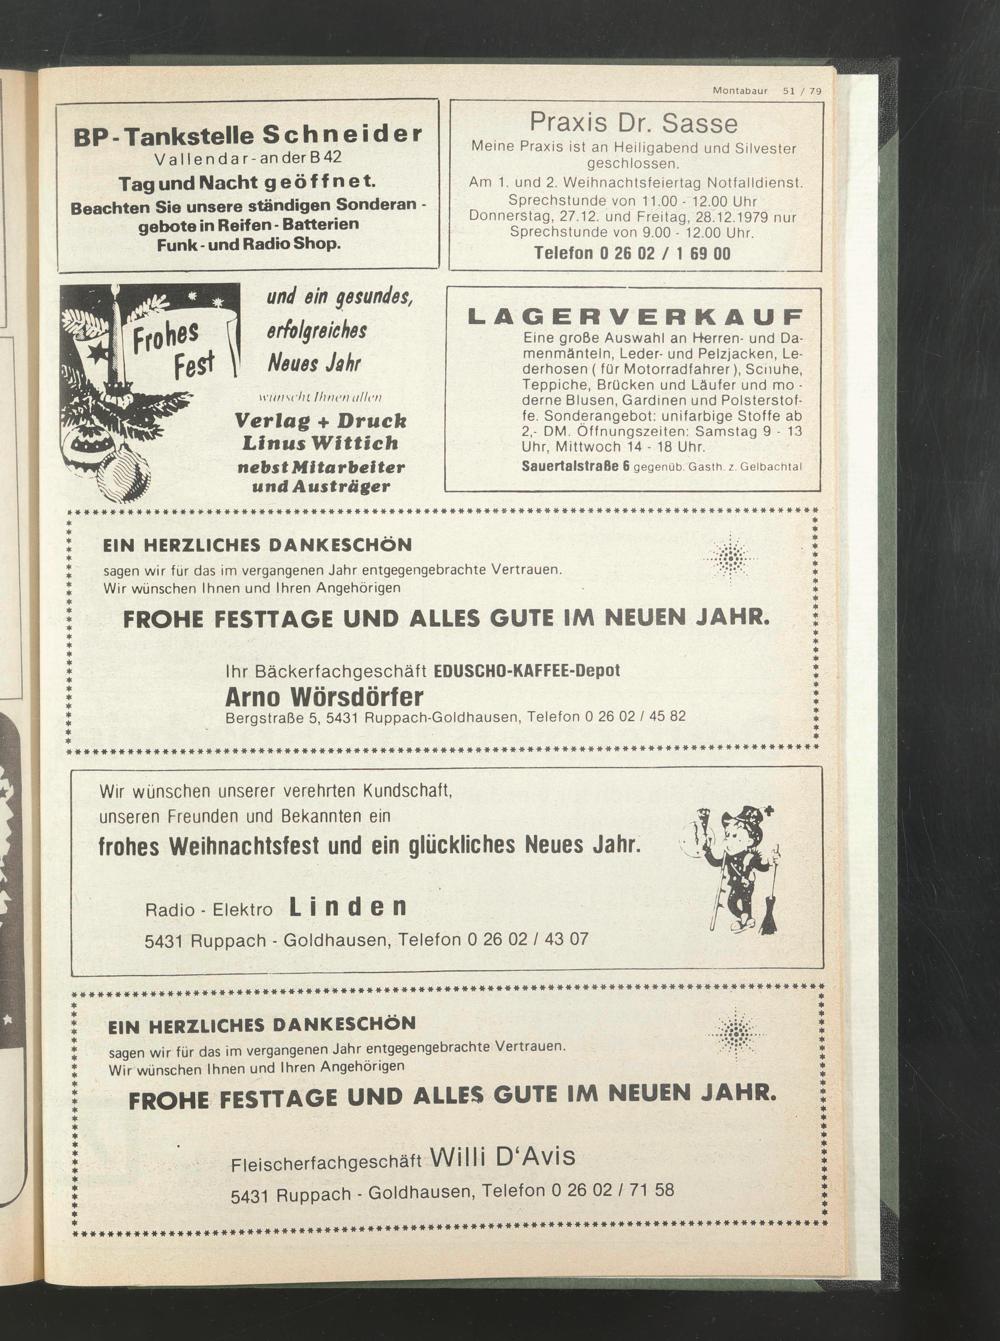 Montabaur 51 / 79
BP-Tankstelle Schneider
Vallendar - an der B 42
Tag und Nacht geöffnet.
Beachten Sie unsere ständigen Sonderan -
gebote in Reifen - Batterien
Funk - und Radio Shop.
Praxis Dr. Sasse
Meine Praxis ist an Heiligabend und Silvester
geschlossen.
Am 1. und 2. Weihnachtsfeiertag Notfalldienst.
Sprechstunde von 11.00 - 12.00 Uhr
Donnerstag, 27.12. und Freitag, 28.12.1979 nur
Sprechstunde von 9.00 - 12.00 Uhr.
Telefon 0 26 02 / 1 69 00
Frohes
Fest
und ein gesundes,
erfolgreiches
Neues Jahr
wünscht Ihnen allen
Verlag + Druck
Linus Wittich
nebst Mitarbeiter
und Austräger
LAGERVERKAUF
Eine große Auswahl an Herren- und Da-
menmänteln, Leder- und Pelzjacken, Le-
derhosen ( für Motorradfahrer ), Schuhe,
Teppiche, Brücken und Läufer und mo -
derne Blusen, Gardinen und Polsterstof-
fe. Sonderangebot: unifarbige Stoffe ab
2,- DM. Öffnungszeiten: Samstag 9 - 13
Uhr, Mittwoch 14 - 18 Uhr.
Sauertalstraße 6 gegenüb. Gasth. z. Gelbachtal
EIN HERZLICHES DANKESCHÖN
sagen wir für das im vergangenen Jahr entgegengebrachte Vertrauen.
Wir wünschen Ihnen und Ihren Angehörigen
FROHE FESTTAGE UND ALLES GUTE IM NEUEN JAHR.
Ihr Bäckerfachgeschäft EDUSCHO-KAFFEE-Depot
Arno Wörsdörfer
Bergstraße 5, 5431 Ruppach-Goldhausen, Telefon 0 26 02 / 45 82
Wir wünschen unserer verehrten Kundschaft,
unseren Freunden und Bekannten ein
frohes Weihnachtsfest und ein glückliches Neues Jahr.
Radio - Elektro Linden
5431 Ruppach - Goldhausen, Telefon 0 26 02 / 43 07
EIN HERZLICHES DANKESCHÖN
sagen wir für das im vergangenen Jahr entgegengebrachte Vertrauen.
Wir wünschen Ihnen und Ihren Angehörigen
FROHE FESTTAGE UND ALLES GUTE IM NEUEN JAHR.
Fleischerfachgeschäft Willi D'Avis
5431 Ruppach - Goldhausen, Telefon 0 26 02 / 71 58